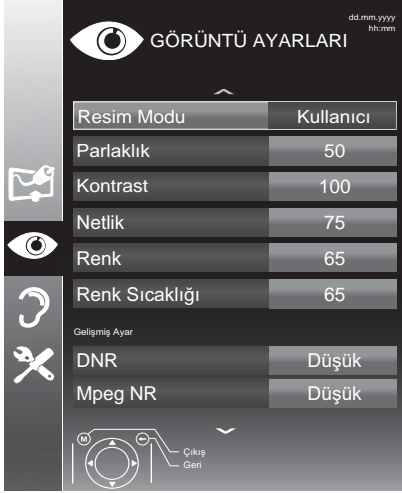 dd.mm.yyyy
hh:mm
GÖRÜNTÜ AYARLARI
Resim Modu Kullanıcı
Parlaklık 50
Kontrast 100
Netlik 75
Renk 65
Renk Sıcaklığı 65
Gelişmiş Ayar
DNR Düşük
Mpeg NR Düşük
M
Çıkış
Geri